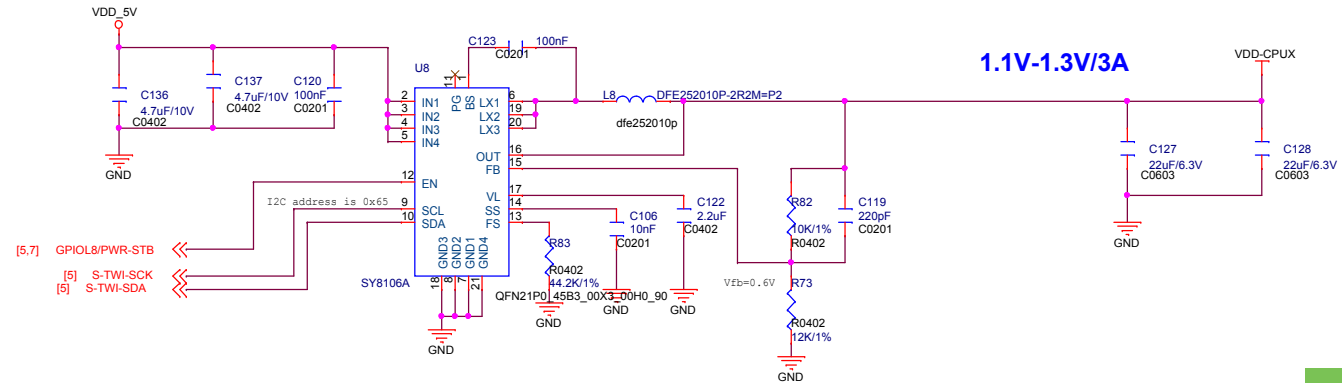 VDD_5V
C123
100nF
C0201
1.1V-1.3V/3A
VDD-CPUX
U8
C136
4.7uF/10V
C0402
C137
4.7uF/10V
C0402
C120
100nF
C0201
11
1
PG
BS
2
IN1
3
IN2
4
IN3
5
IN4
LX1
6
LX2
19
LX3
20
L8
DFE252010P-2R2M=P2
dfe252010p
OUT
16
FB
15
C127
22uF/6.3V
C0603
C128
22uF/6.3V
C0603
GND
12
EN
I2C address is 0x65
9
SCL
10
SDA
VL
17
SS
14
FS
13
C106
10nF
C0201
C122
2.2uF
C0402
R82
10K/1%
R0402
C119
220pF
C0201
GND
[5,7] GPIOL8/PWR-STB
[5] S-TWI-SCK
[5] S-TWI-SDA
GND3
GND2
GND1
GND4
18
8
7
21
SY8106A
R83
R0402
44.2K/1%
QFN21P0_45B3_00X3_00H0_90
GND
GND
GND
Vfb=0.6V
R73
R0402
12K/1%
GND
GND